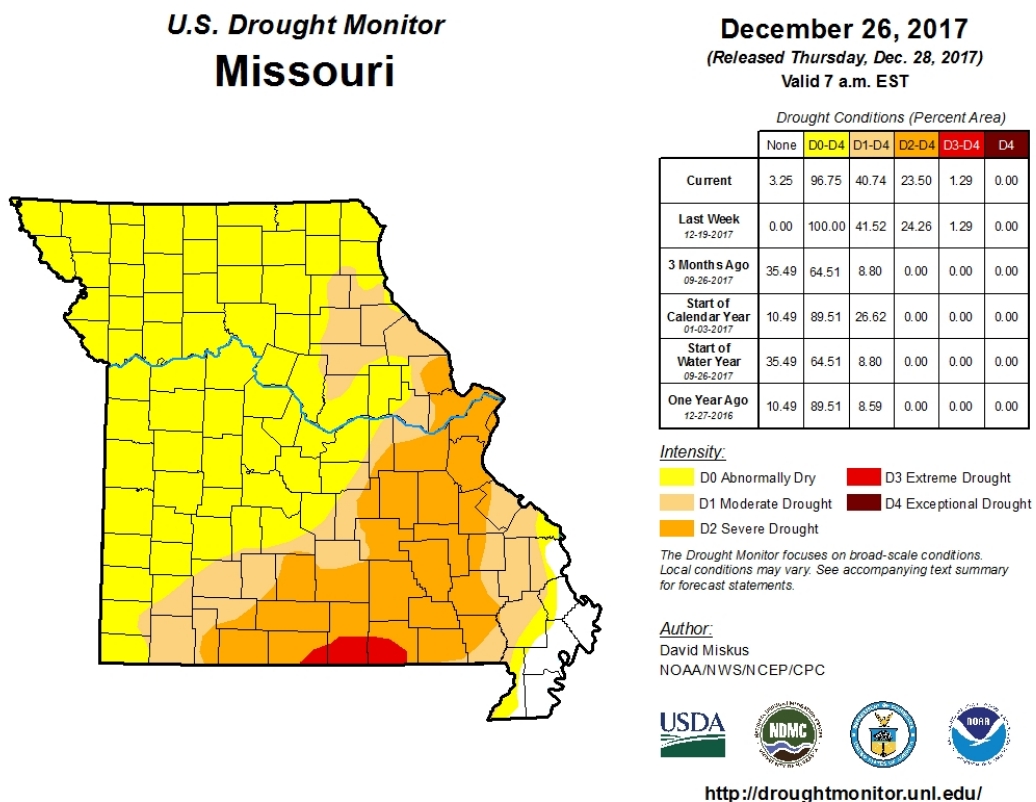 U.S. Drought Monitor
Missouri
December 26, 2017
(Released Thursday, Dec. 28, 2017)
Valid 7 a.m. EST
Drought Conditions (Percent Area)
None D0-D4 D1-D4 D2-D4 D3-D4 D4
Current 3.25 96.75 40.74 23.50 1.29 0.00
Last Week
12-19-2017
0.00 100.00 41.52 24.26 1.29 0.00
3 Months Ago
09-26-2017
35.49 64.51 8.80 0.00 0.00 0.00
Start of
Calendar Year
01-03-2017
10.49 89.51 26.62 0.00 0.00 0.00
Start of
Water Year
09-26-2017
35.49 64.51 8.80 0.00 0.00 0.00
One Year Ago
12-27-2016
10.49 89.51 8.59 0.00 0.00 0.00
Intensity:
D0 Abnormally Dry
D3 Extreme Drought
D1 Moderate Drought
D4 Exceptional Drought
D2 Severe Drought
The Drought Monitor focuses on broad-scale conditions.
Local conditions may vary. See accompanying text summary
for forecast statements.
Author:
David Miskus
NOAA/NWS/NCEP/CPC
USDA
NDMC
NOAA
http://droughtmonitor.unl.edu/